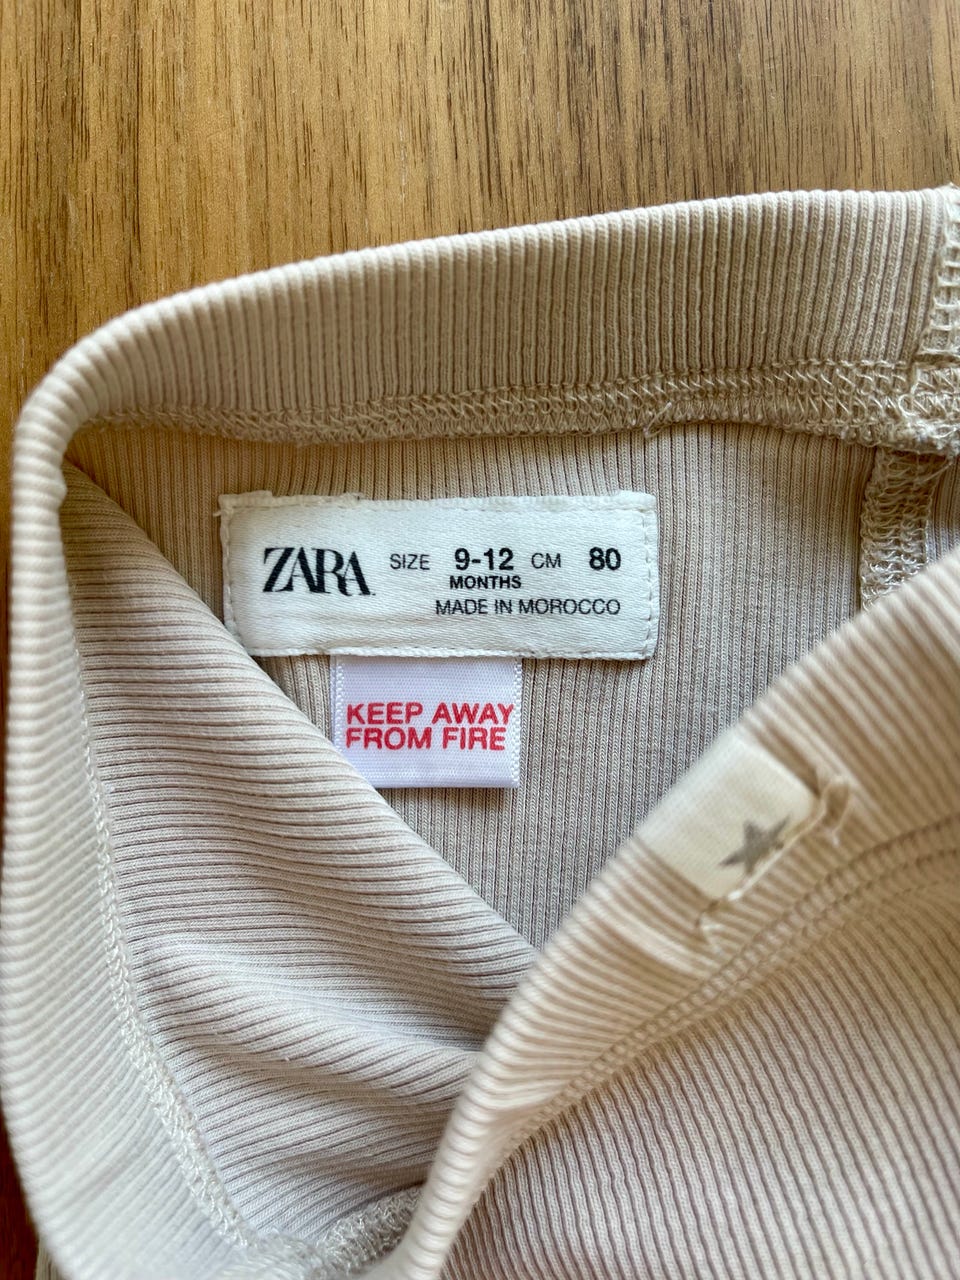 ZARA SIZE 9-12 CM 80
MONTHS
MADE IN MOROCCO
KEEP AWAY
FROM FIRE